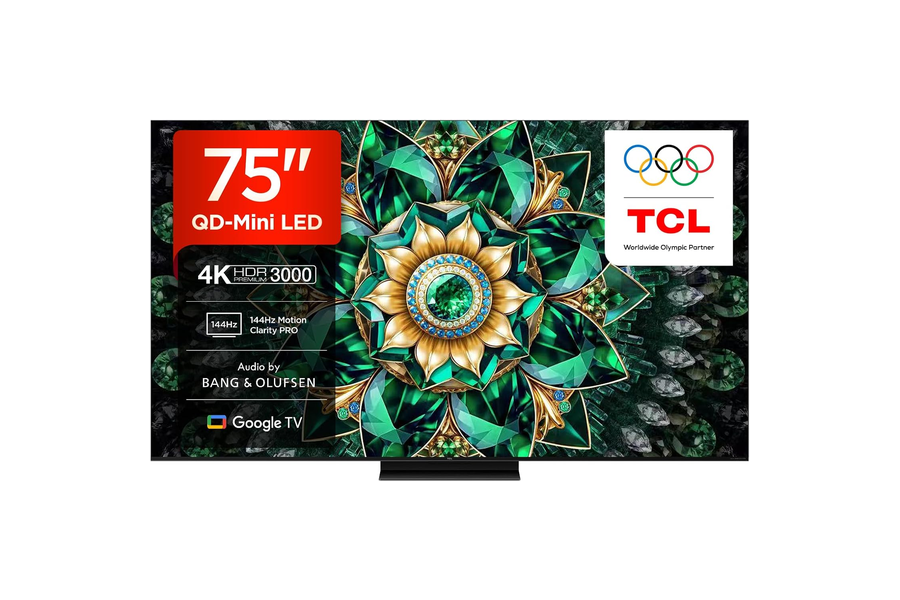 75"
QD-Mini LED
4K HDR PREMIUM 3000
144Hz
144Hz Motion
Clarity PRO
Audio by
BANG & OLUFSEN
Google TV
TCL
Worldwide Olympic Partner